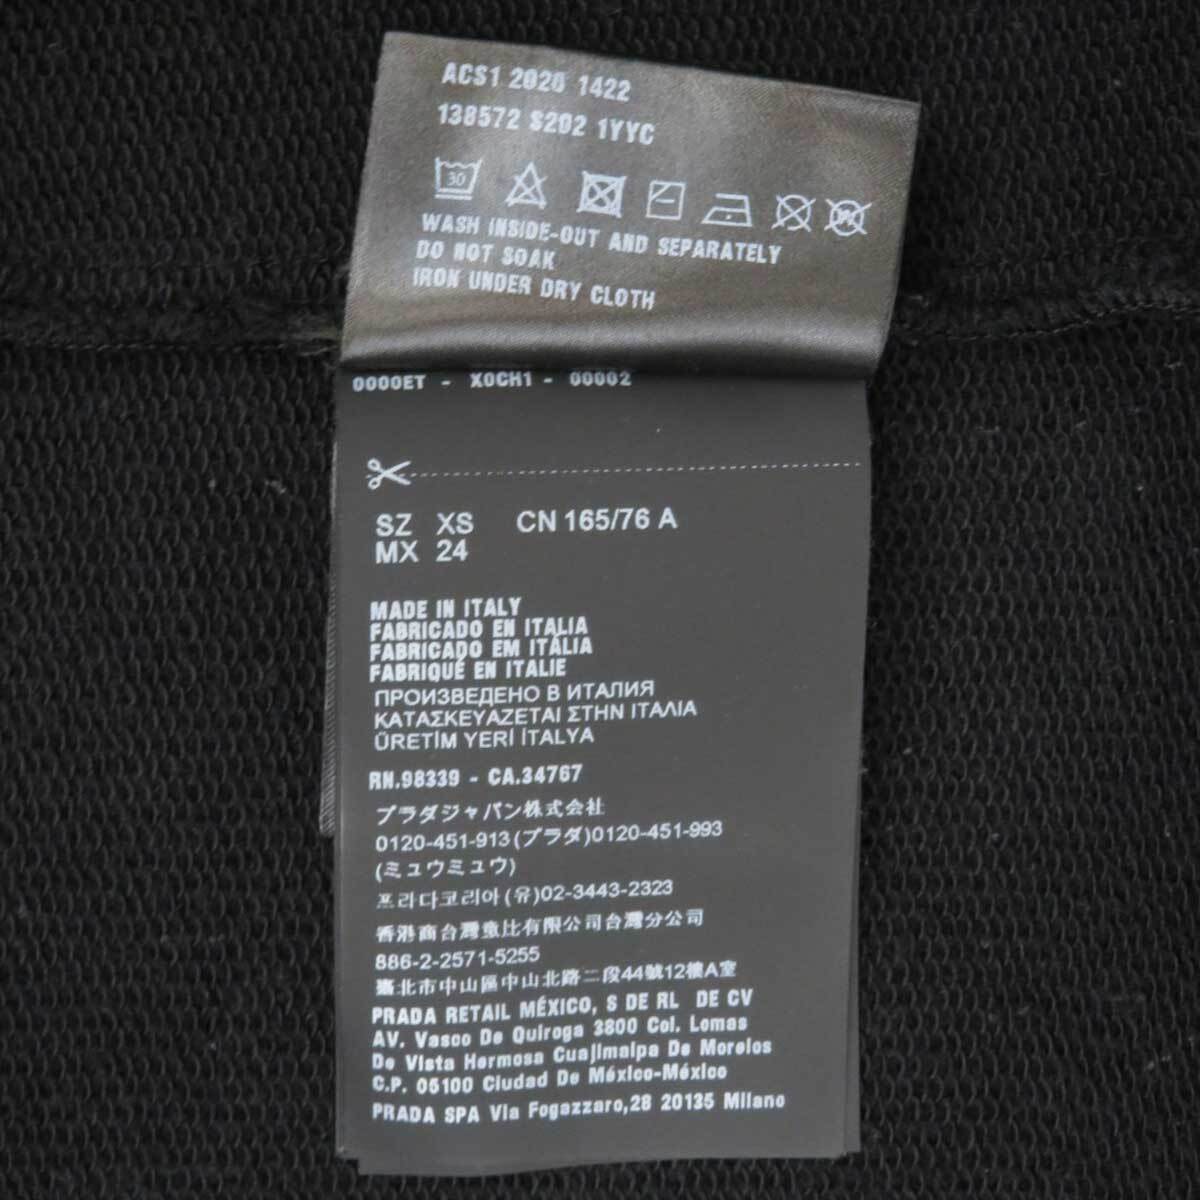 ACS1 2020 1422
138572 S202 1YYC
30
WASH INSIDE-OUT AND SEPARATELY
DO NOT SOAK
IRON UNDER DRY CLOTH
0000ET - X0CH1 - 00002
SZ XS CN 165/76 A
MX 24
MADE IN ITALY
FABRICADO EN ITALIA
FABRICADO EM ITÁLIA
FABRIQUÉ EN ITALIE
ПРОИЗВЕДЕНО В ИТАЛИЯ
ΚΑΤΑΣΚΕΥΑΖΕΤΑΙ ΣΤΗΝ ΙΤΑΛΙΑ
ÜRETİM YERİ İTALYA
RN.98339 - CA.34767
プラダジャパン株式会社
0120-451-913(プラダ)0120-451-993
(ミュウミュウ)
프라다코리아(유)02-3443-2323
香港商台灣童比有限公司台灣分公司
886-2-2571-5255
臺北市中山區中山北路二段44號12樓A室
PRADA RETAIL MÉXICO, S DE RL DE CV
AV. Vasco De Quiroga 3800 Col. Lomas
De Vista Hermosa Cuajimalpa De Morelos
C.P. 05100 Ciudad De México-México
PRADA SPA Via Fogazzaro,28 20135 Milano